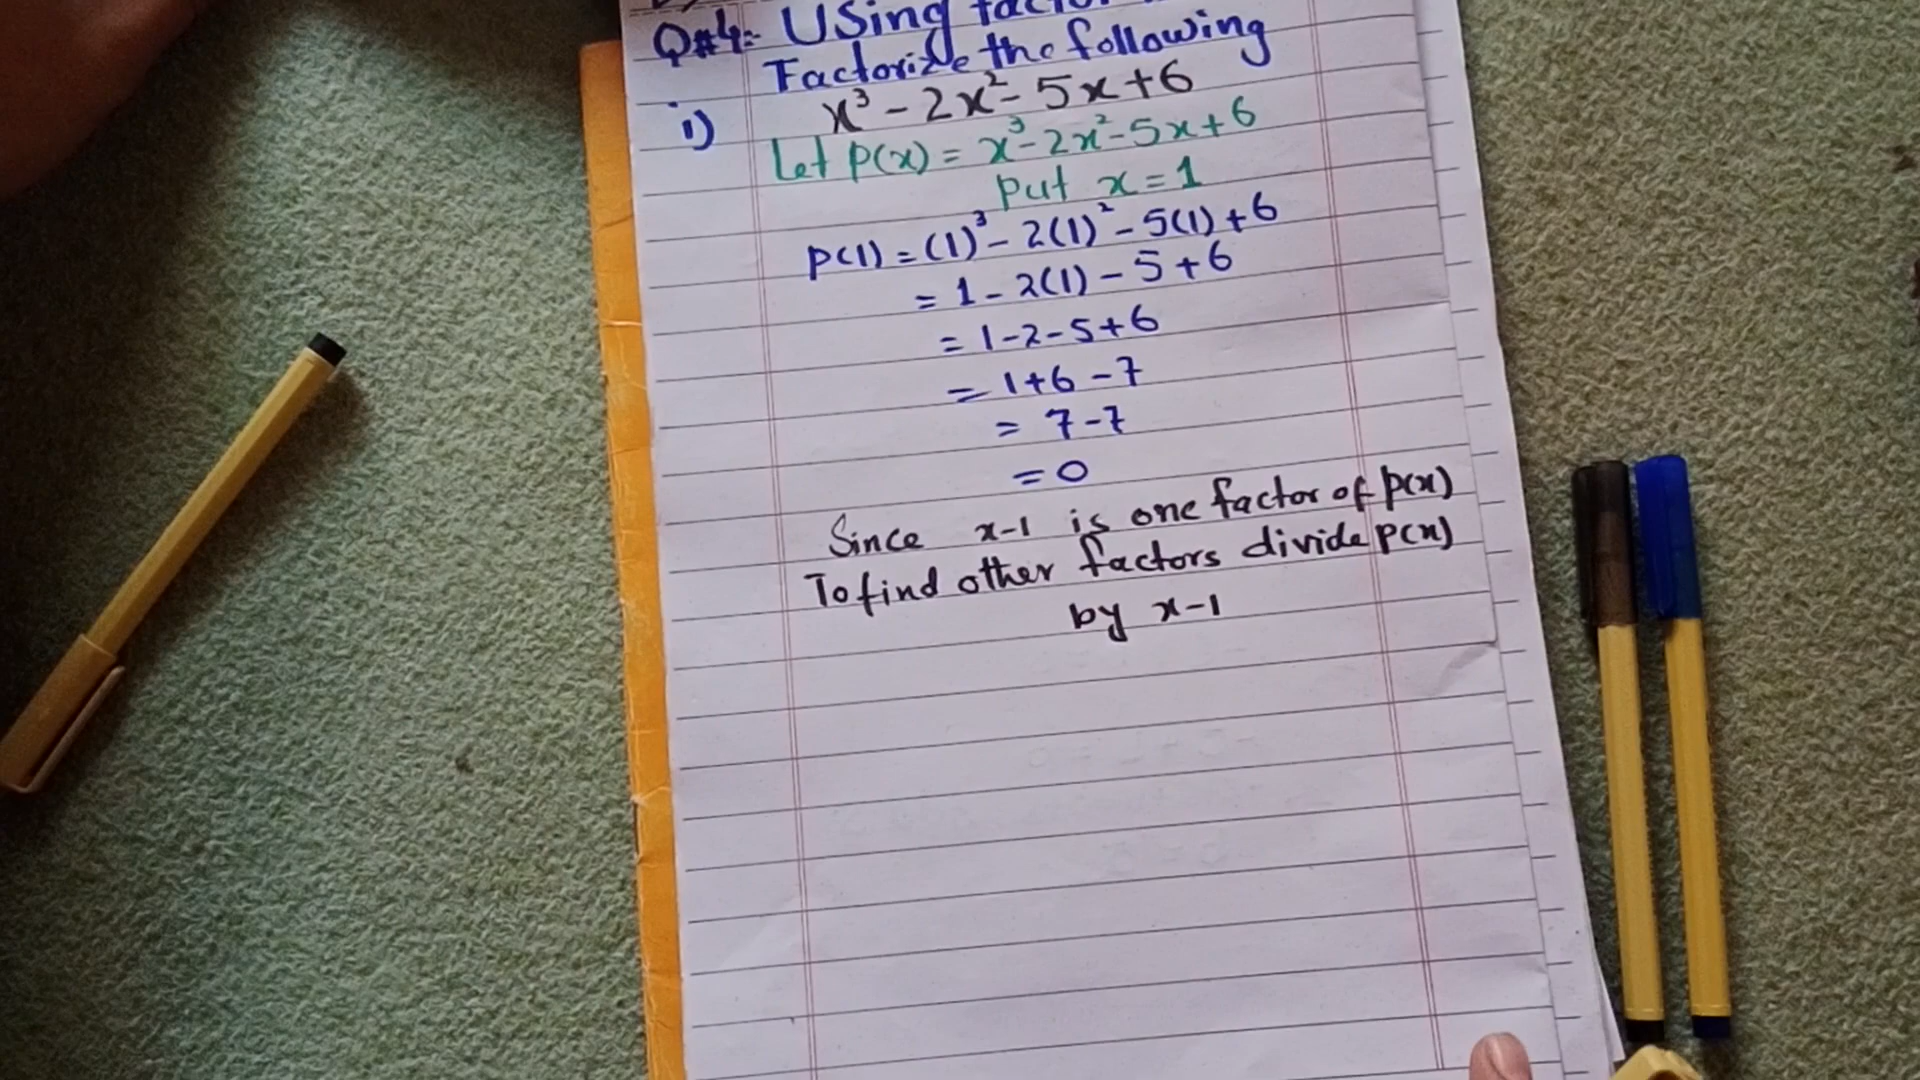 Q#4:- Using
Factorize the following
i) x³ - 2x² - 5x + 6
Let P(x) = x³ - 2x² - 5x + 6
put x = 1
P(1) = (1)³ - 2(1)² - 5(1) + 6
= 1 - 2(1) - 5 + 6
= 1 - 2 - 5 + 6
= 1 + 6 - 7
= 7 - 7
= 0
Since x-1 is one factor of p(x)
To find other factors divide p(x)
by x-1